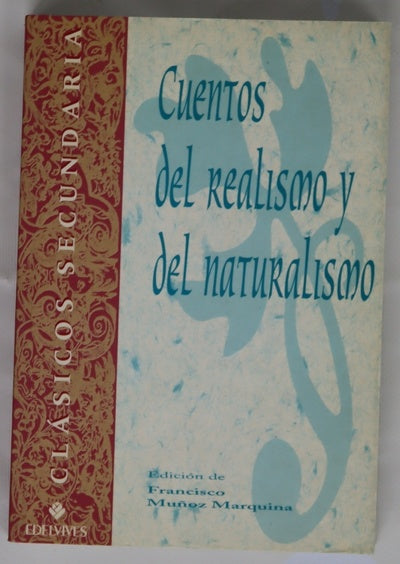 Cuentos
del realismo y
del naturalismo
Edición de
Francisco
Muñoz Marquina
CLÁSICOS SECUNDARIA
EDELVIVES